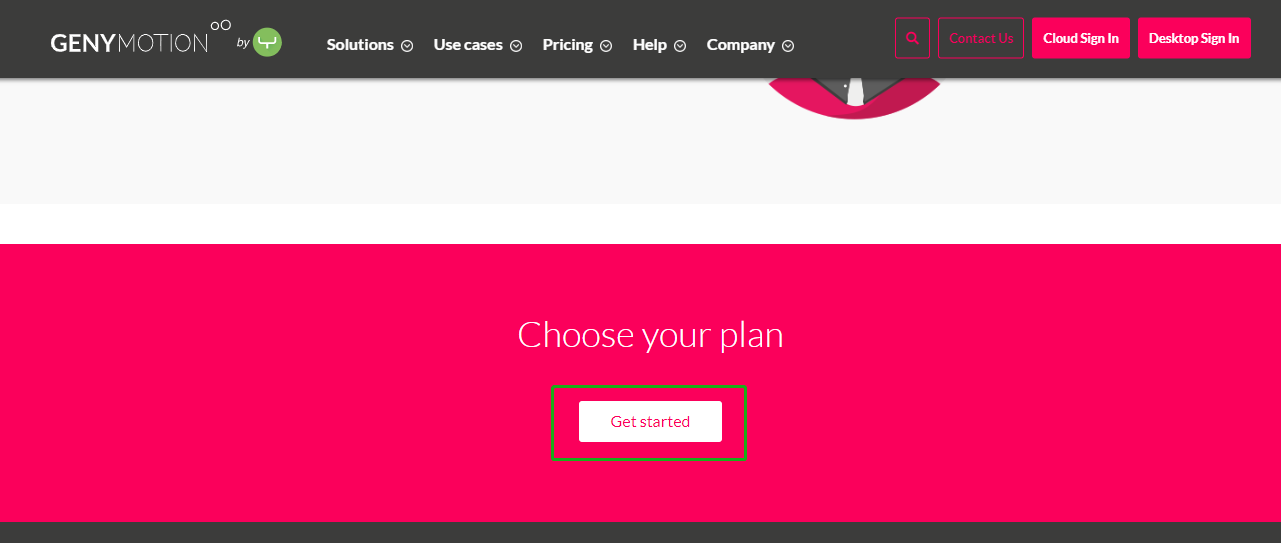 GENYMOTION by
Solutions Use cases Pricing Help Company
Contact Us Cloud Sign In Desktop Sign In
Choose your plan
Get started